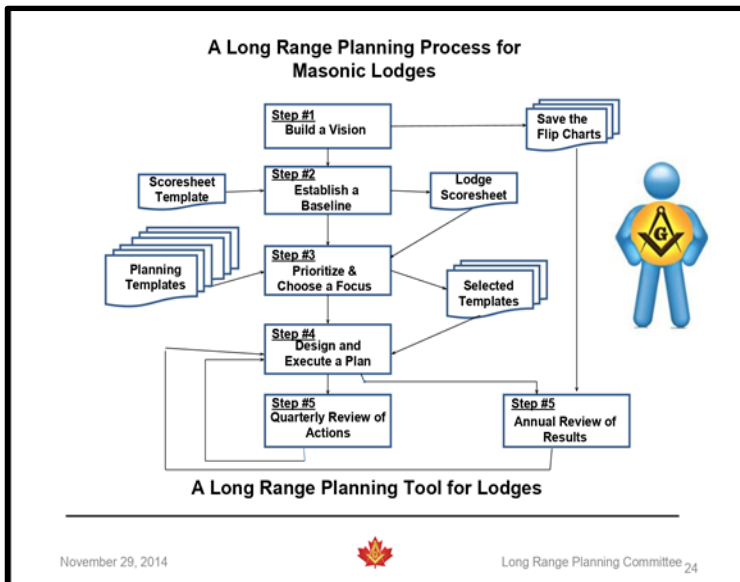 A Long Range Planning Process for
Masonic Lodges
Step #1
Build a Vision
Save the
Flip Charts
Scoresheet
Template
Step #2
Establish a
Baseline
Lodge
Scoresheet
Planning
Templates
Step #3
Prioritize &
Choose a Focus
Selected
Templates
G
Step #4
Design and
Execute a Plan
Step #5
Quarterly Review of
Actions
Step #5
Annual Review of
Results
A Long Range Planning Tool for Lodges
November 29, 2014
Long Range Planning Committee 24